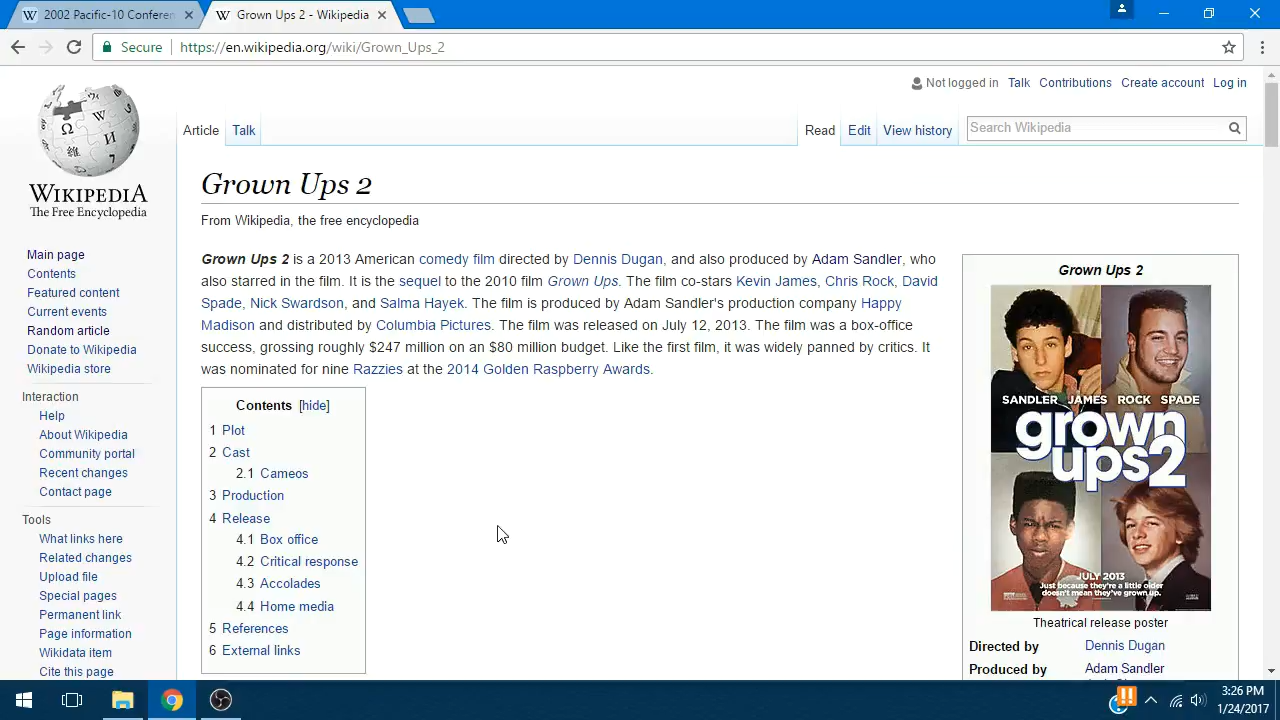 2002 Pacific-10 Conferen
Grown Ups 2 - Wikipedia
Secure
https://en.wikipedia.org/wiki/Grown_Ups_2
Not logged in Talk Contributions Create account Log in
Article Talk
Read Edit View history
Search Wikipedia
WIKIPEDIA
The Free Encyclopedia
Main page
Contents
Featured content
Current events
Random article
Donate to Wikipedia
Wikipedia store
Interaction
Help
About Wikipedia
Community portal
Recent changes
Contact page
Tools
What links here
Related changes
Upload file
Special pages
Permanent link
Page information
Wikidata item
Cite this page
Grown Ups 2
From Wikipedia, the free encyclopedia
Grown Ups 2 is a 2013 American comedy film directed by Dennis Dugan, and also produced by Adam Sandler, who
also starred in the film. It is the sequel to the 2010 film Grown Ups. The film co-stars Kevin James, Chris Rock, David
Spade, Nick Swardson, and Salma Hayek. The film is produced by Adam Sandler's production company Happy
Madison and distributed by Columbia Pictures. The film was released on July 12, 2013. The film was a box-office
success, grossing roughly $247 million on an $80 million budget. Like the first film, it was widely panned by critics. It
was nominated for nine Razzies at the 2014 Golden Raspberry Awards.
Contents [hide]
1 Plot
2 Cast
2.1 Cameos
3 Production
4 Release
4.1 Box office
4.2 Critical response
4.3 Accolades
4.4 Home media
5 References
6 External links
Grown Ups 2
SANDLER JAMES ROCK SPADE
grown
ups2
JULY 2013
Just because they're a little older
doesn't mean they've grown up.
Theatrical release poster
Directed by Dennis Dugan
Produced by Adam Sandler
3:26 PM
1/24/2017